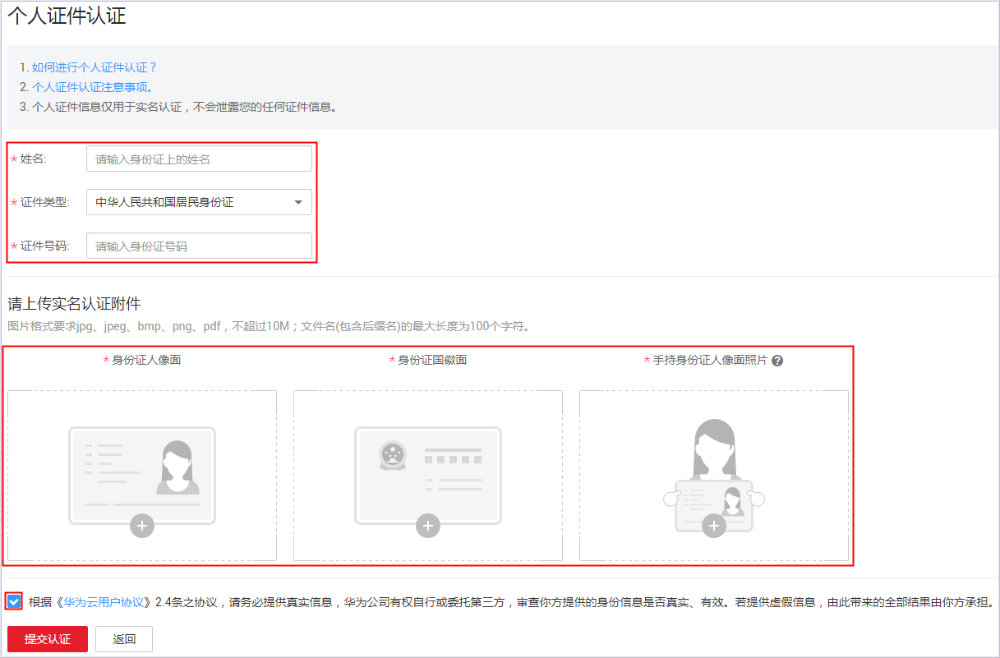 个人证件认证
1. 如何进行个人证件认证？
2. 个人证件认证注意事项。
3. 个人证件信息仅用于实名认证，不会泄露您的任何证件信息。
* 姓名: 请输入身份证上的姓名
* 证件类型: 中华人民共和国居民身份证
* 证件号码: 请输入身份证号码
请上传实名认证附件
图片格式要求jpg、jpeg、bmp、png、pdf，不超过10M；文件名(包含后缀名)的最大长度为100个字符。
* 身份证人像面 * 身份证国徽面 * 手持身份证人像面照片 ?
根据《华为云用户协议》2.4条之协议，请务必提供真实信息，华为公司有权自行或委托第三方，审查你方提供的身份信息是否真实、有效。若提供虚假信息，由此带来的全部结果由你方承担。
提交认证 返回